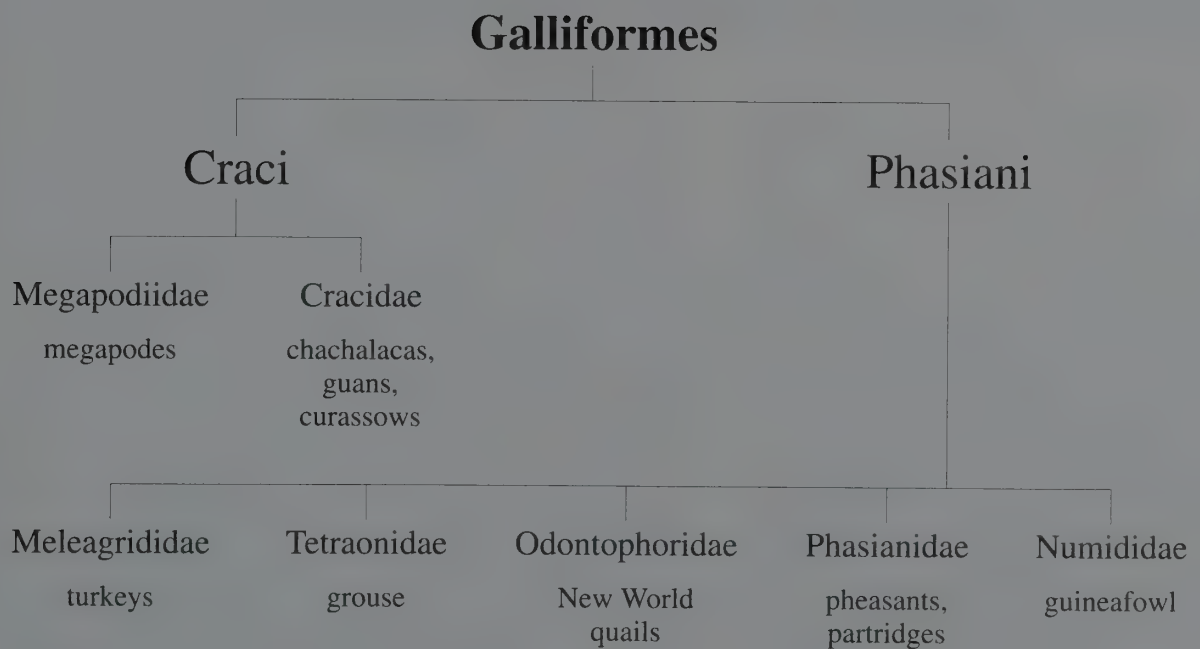 Galliformes
Craci
Phasiani
Megapodiidae
megapodes
Cracidae
chachalacas,
guans,
curassows
Meleagrididae
turkeys
Tetraonidae
grouse
Odontophoridae
New World
quails
Phasianidae
pheasants,
partridges
Numididae
guineafowl